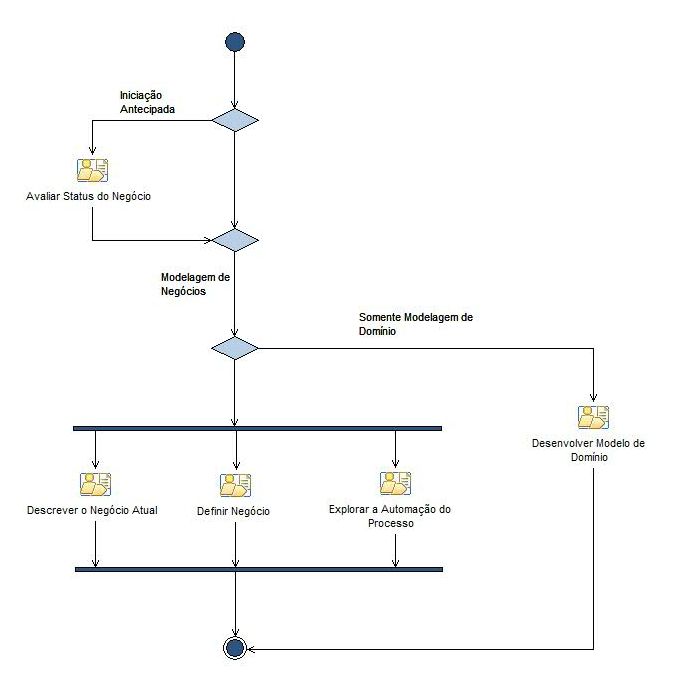 Iniciação
Antecipada
Avaliar Status do Negócio
Modelagem de
Negócios
Somente Modelagem de
Domínio
Desenvolver Modelo de
Domínio
Descrever o Negócio Atual
Definir Negócio
Explorar a Automação do
Processo